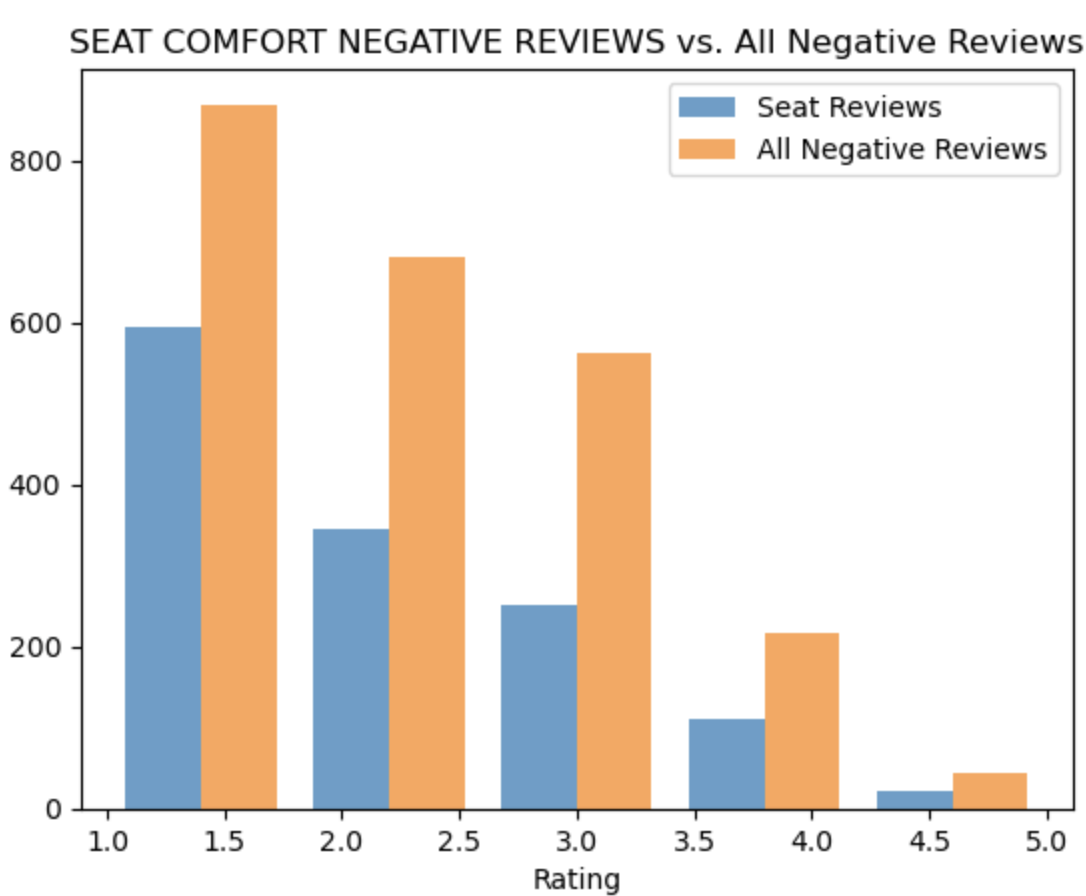 SEAT COMFORT NEGATIVE REVIEWS vs. All Negative Reviews
Seat Reviews
All Negative Reviews
800
600
400
200
0
1.0 1.5 2.0 2.5 3.0 3.5 4.0 4.5 5.0
Rating